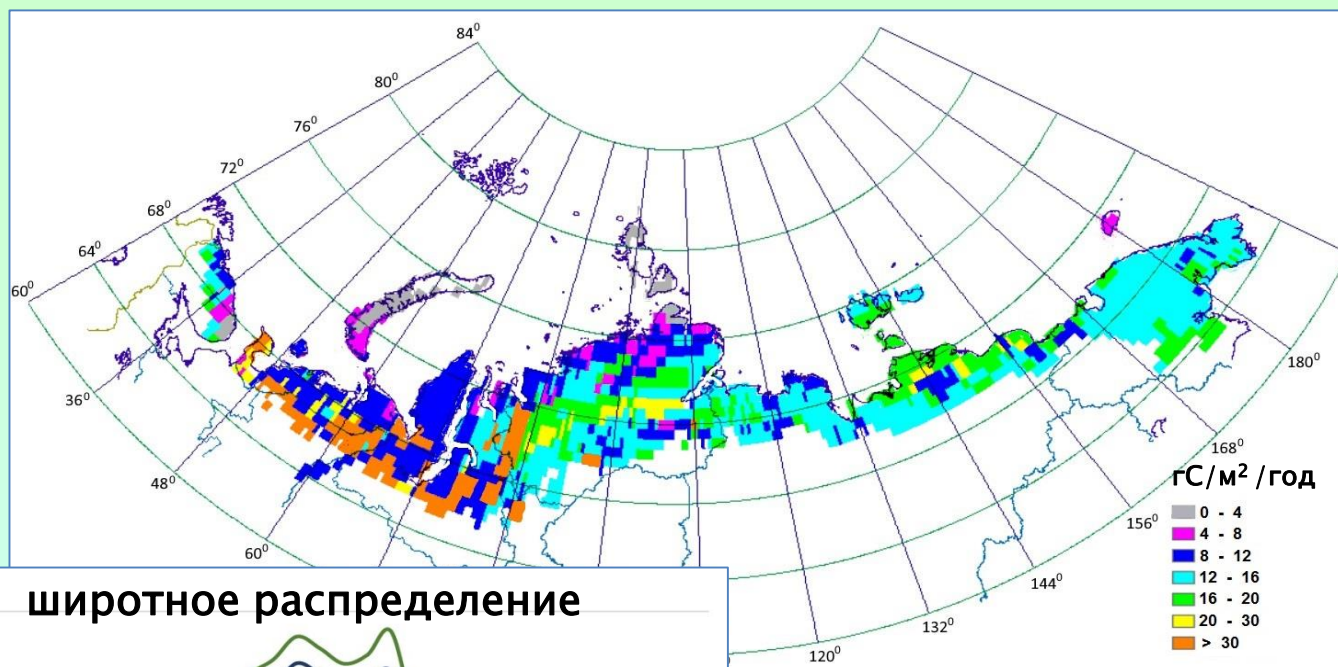 84⁰
80⁰
76⁰
72⁰
68⁰
64⁰
60⁰
36⁰
48⁰
60⁰
120⁰
132⁰
144⁰
156⁰
168⁰
180⁰
гС/м² /год
0 - 4
4 - 8
8 - 12
12 - 16
16 - 20
20 - 30
> 30
широтное распределение